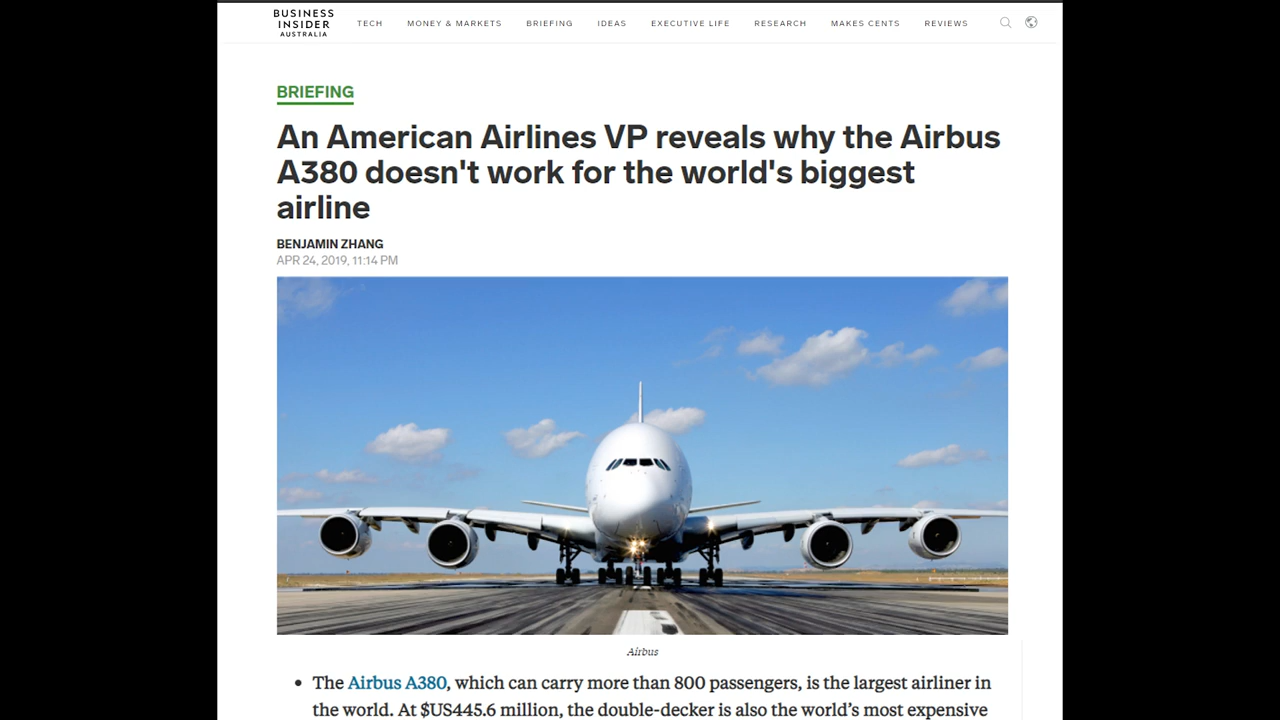 BUSINESS
INSIDER
AUSTRALIA
TECH MONEY & MARKETS BRIEFING IDEAS EXECUTIVE LIFE RESEARCH MAKES CENTS REVIEWS
BRIEFING
An American Airlines VP reveals why the Airbus
A380 doesn't work for the world's biggest
airline
BENJAMIN ZHANG
APR 24, 2019, 11:14 PM
Airbus
• The Airbus A380, which can carry more than 800 passengers, is the largest airliner in
the world. At $US445.6 million, the double-decker is also the world’s most expensive